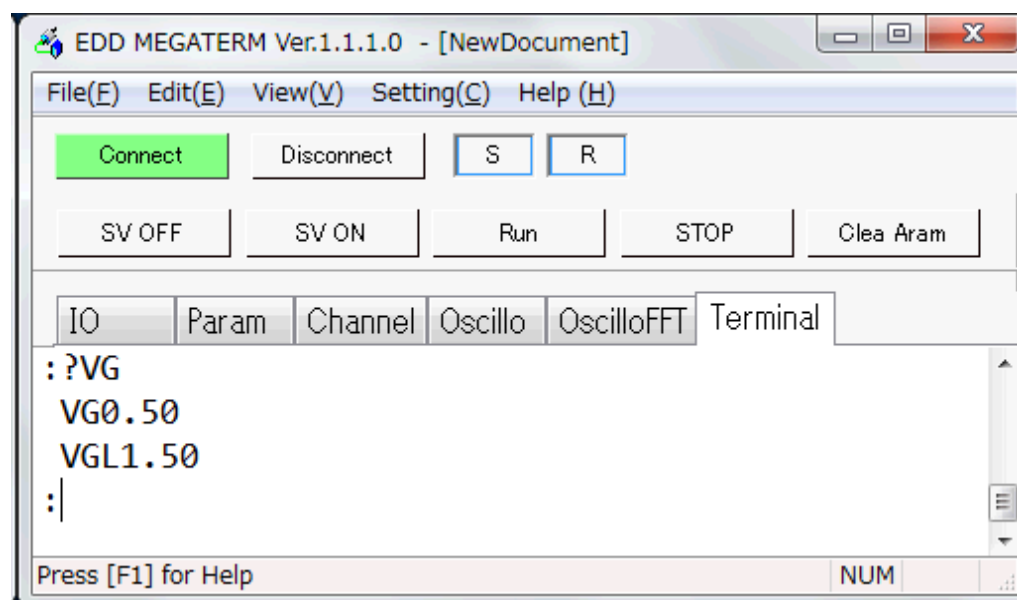 EDD MEGATERM Ver.1.1.1.0 - [NewDocument]
File(F) Edit(E) View(V) Setting(C) Help (H)
Connect Disconnect S R
SV OFF SV ON Run STOP Clea Aram
IO Param Channel Oscillo OscilloFFT Terminal
:?VG
VG0.50
VGL1.50
:
Press [F1] for Help NUM